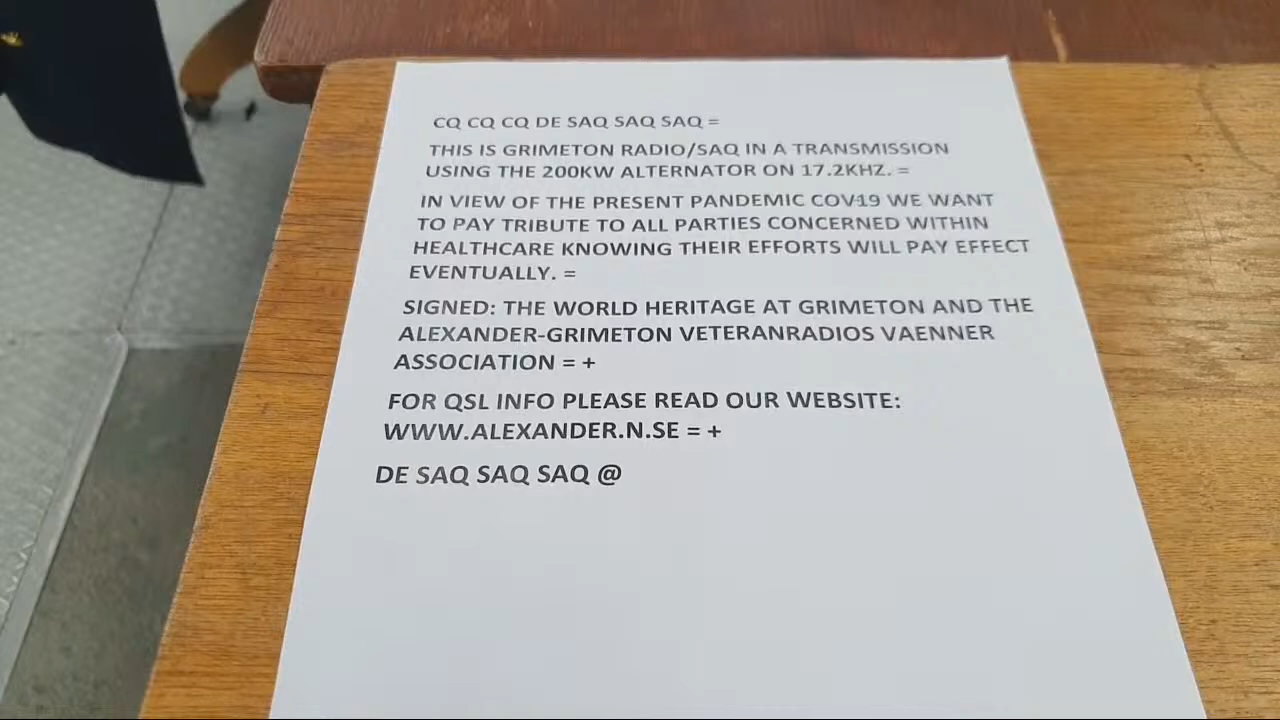 CQ CQ CQ DE SAQ SAQ SAQ =
THIS IS GRIMETON RADIO/SAQ IN A TRANSMISSION
USING THE 200KW ALTERNATOR ON 17.2KHZ. =
IN VIEW OF THE PRESENT PANDEMIC COV19 WE WANT
TO PAY TRIBUTE TO ALL PARTIES CONCERNED WITHIN
HEALTHCARE KNOWING THEIR EFFORTS WILL PAY EFFECT
EVENTUALLY. =
SIGNED: THE WORLD HERITAGE AT GRIMETON AND THE
ALEXANDER-GRIMETON VETERANRADIOS VAENNER
ASSOCIATION = +
FOR QSL INFO PLEASE READ OUR WEBSITE:
WWW.ALEXANDER.N.SE = +
DE SAQ SAQ SAQ @